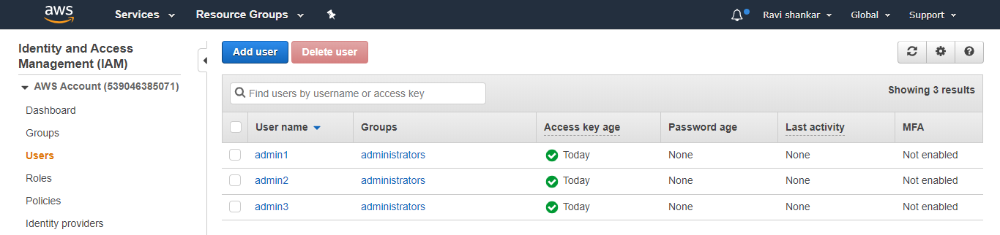 aws Services Resource Groups Ravi shankar Global Support
Identity and Access
Management (IAM)
AWS Account (539046385071)
Dashboard
Groups
Users
Roles
Policies
Identity providers
Add user Delete user
Find users by username or access key Showing 3 results
User name Groups Access key age Password age Last activity MFA
admin1 administrators Today None None Not enabled
admin2 administrators Today None None Not enabled
admin3 administrators Today None None Not enabled